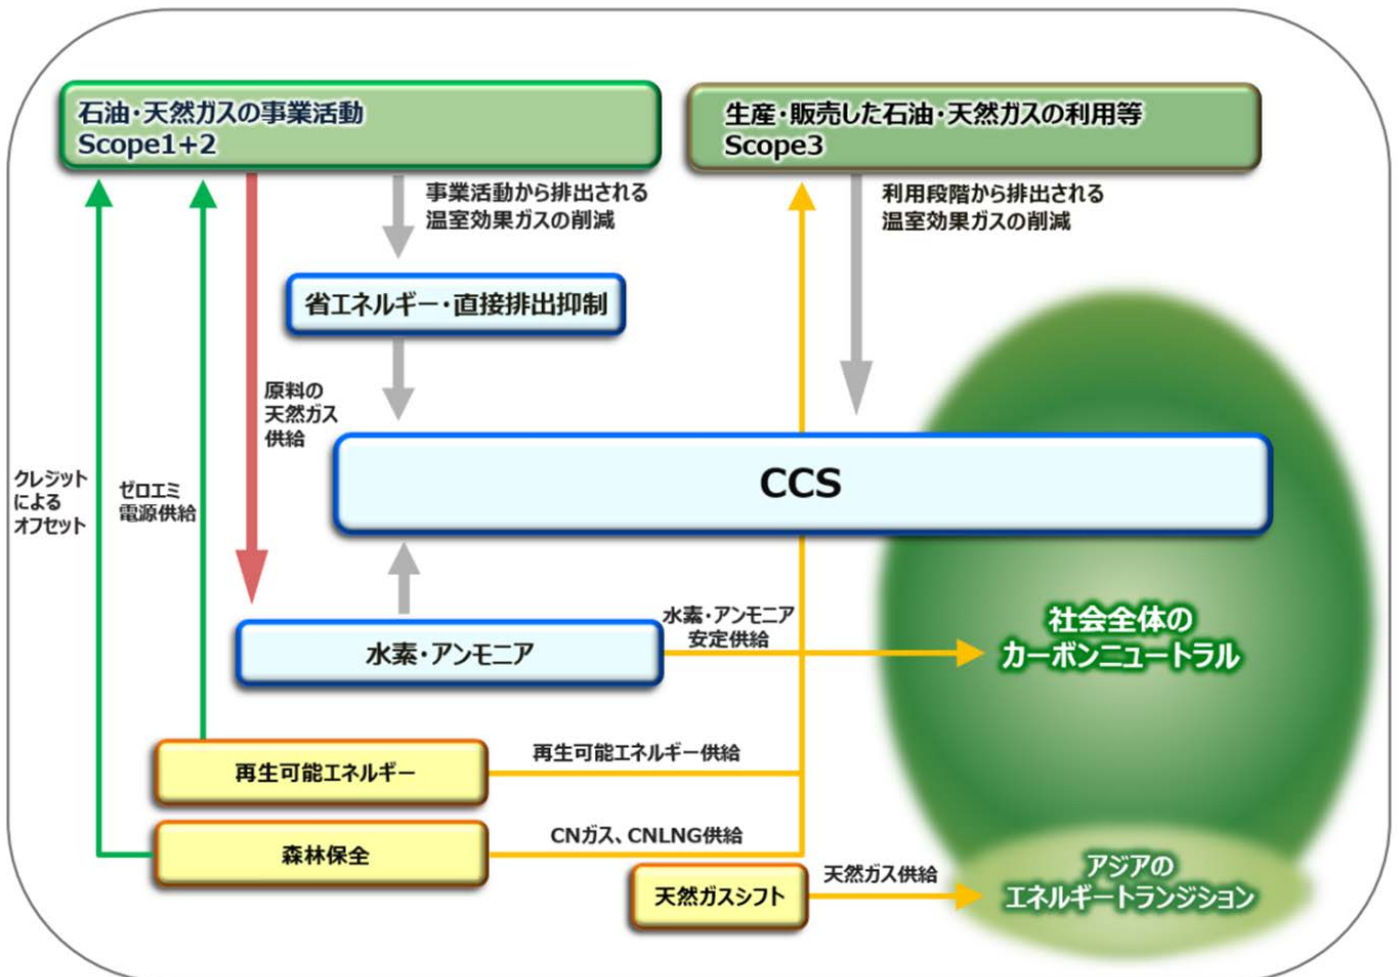 石油・天然ガスの事業活動
Scope1+2
生産・販売した石油・天然ガスの利用等
Scope3
事業活動から排出される
温室効果ガスの削減
利用段階から排出される
温室効果ガスの削減
省エネルギー・直接排出抑制
原料の
天然ガス
供給
クレジット
による
オフセット
ゼロエミ
電源供給
CCS
水素・アンモニア
安定供給
水素・アンモニア
社会全体の
カーボンニュートラル
再生可能エネルギー
再生可能エネルギー供給
森林保全
CNガス、CNLNG供給
天然ガスシフト
天然ガス供給
アジアの
エネルギートランジション